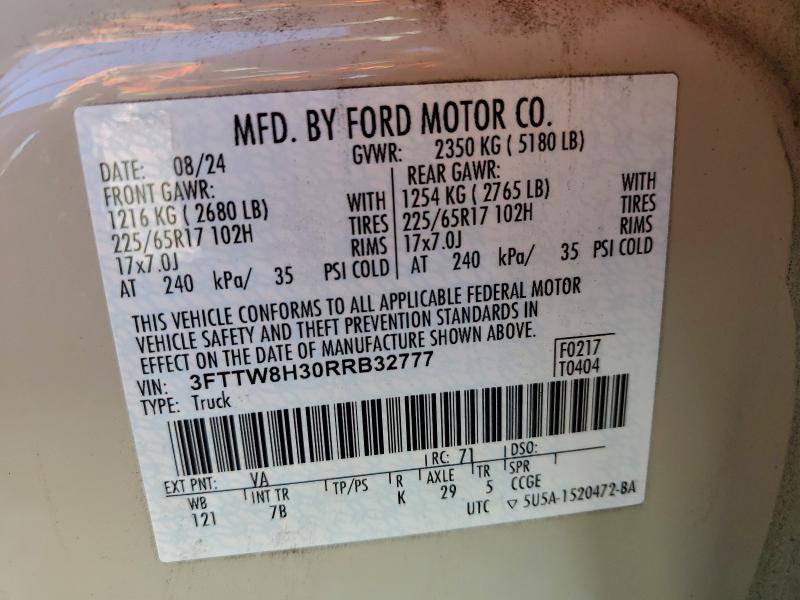 MFD. BY FORD MOTOR CO.
DATE: 08/24 GVWR: 2350 KG ( 5180 LB)
FRONT GAWR: REAR GAWR:
1216 KG ( 2680 LB) WITH 1254 KG ( 2765 LB) WITH
225/65R17 102H TIRES 225/65R17 102H TIRES
17x7.0J RIMS 17x7.0J RIMS
AT 240 kPa/ 35 PSI COLD AT 240 kPa/ 35 PSI COLD
THIS VEHICLE CONFORMS TO ALL APPLICABLE FEDERAL MOTOR
VEHICLE SAFETY AND THEFT PREVENTION STANDARDS IN
EFFECT ON THE DATE OF MANUFACTURE SHOWN ABOVE.
VIN: 3FTTW8H30RRB32777 F0217
TYPE: Truck T0404
EXT PNT: VA RC: 71 DSO:
WB INT TR TP/PS R AXLE TR SPR
121 7B K 29 5 CCGE
UTC ▽ 5U5A-1520472-BA